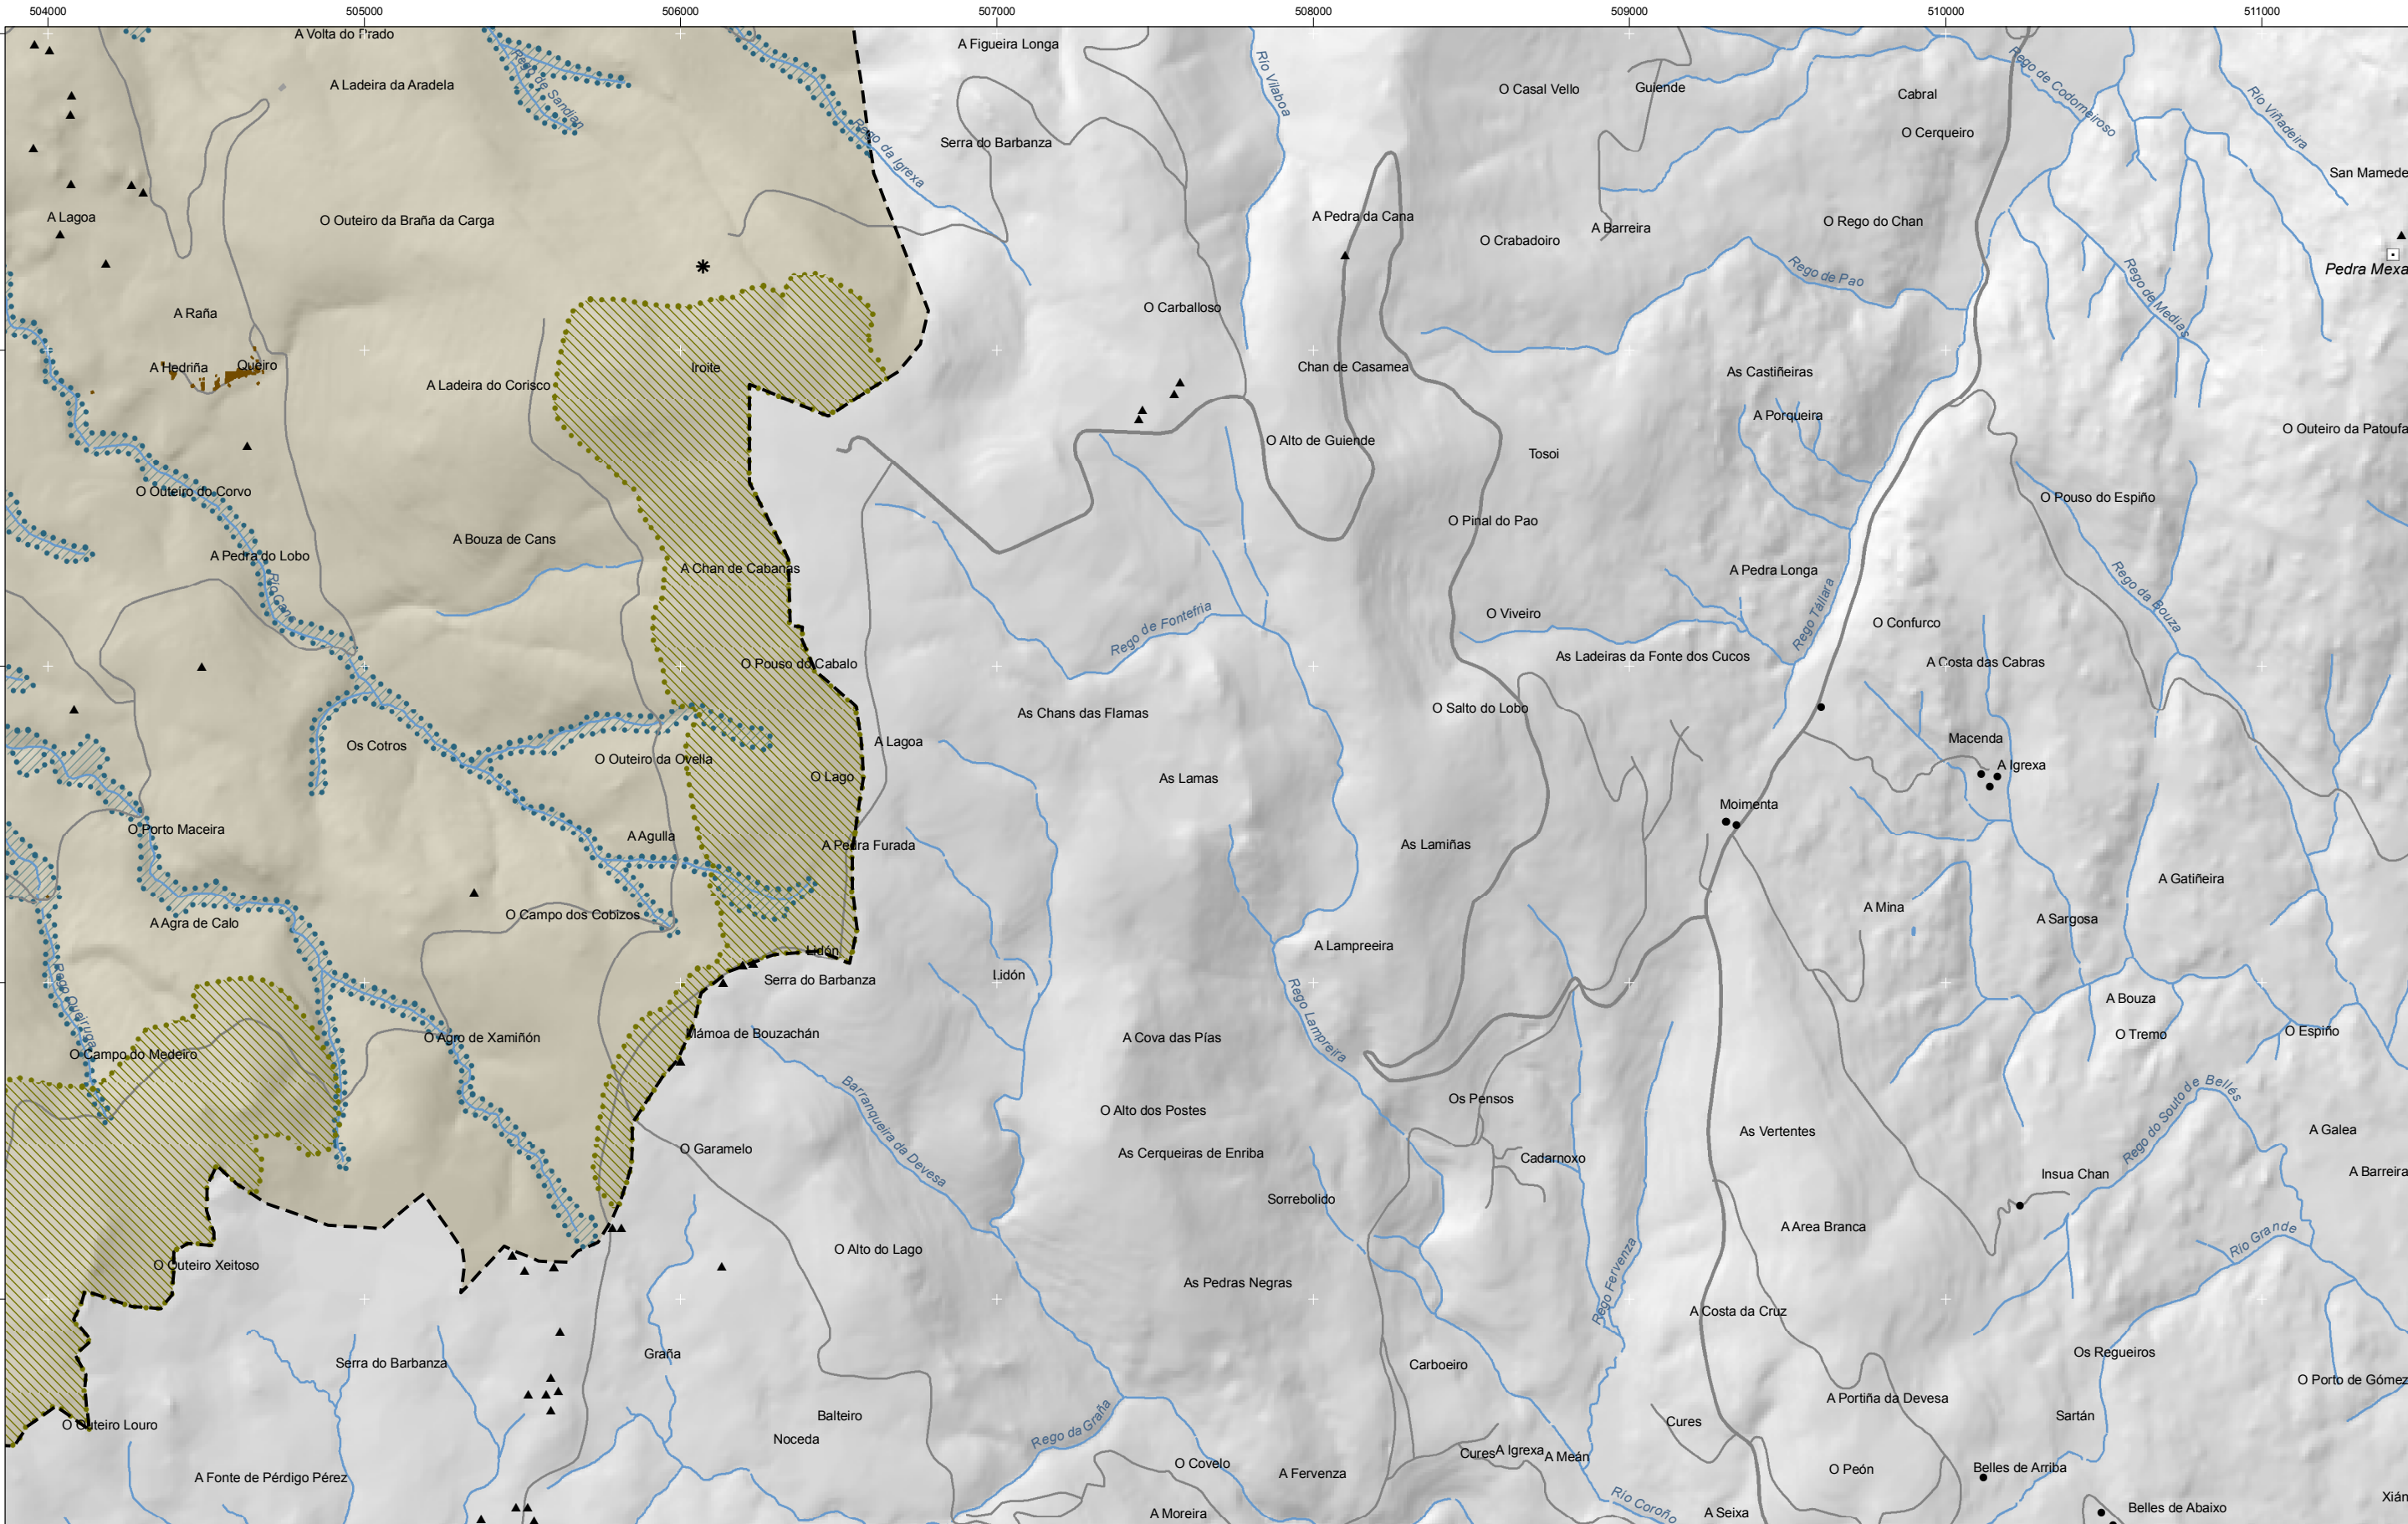 504000 505000 506000 507000 508000 509000 510000 511000
A Volta do Prado
A Figueira Longa
A Ladeira da Aradela
Rego de Sandian
Río Vilaboa
O Casal Vello
Guiende
Cabral
Rego de Codorneiroso
Río Viñadeira
Rego da Igrexa
Serra do Barbanza
O Cerqueiro
San Mamede
A Lagoa
O Outeiro da Braña da Carga
A Pedra da Cana
O Crabadoiro
A Barreira
O Rego do Chan
Rego de Pao
Rego de Medias
Pedra Mexa
A Raña
O Carballoso
A Hedriña
Queiro
A Ladeira do Corisco
Iroite
Chan de Casamea
As Castiñeiras
A Porqueira
O Alto de Guiende
Tosoi
O Outeiro da Patoufa
O Outeiro do Corvo
O Pinal do Pao
O Pouso do Espiño
A Bouza de Cans
A Pedra do Lobo
A Chan de Cabanas
A Pedra Longa
Rego da Bouza
Rego de Fontefria
O Viveiro
Rego Tállara
O Confurco
O Pouso do Cabalo
As Ladeiras da Fonte dos Cucos
A Costa das Cabras
As Chans das Flamas
O Salto do Lobo
Os Cotros
A Lagoa
Macenda
O Outeiro da Ovella
O Lago
As Lamas
A Igrexa
Moimenta
O Porto Maceira
A Agulla
A Pedra Furada
As Lamiñas
A Gatiñeira
A Agra de Calo
O Campo dos Cobizos
A Mina
A Sargosa
Lidón
A Lampreeira
Serra do Barbanza
Lidón
Rego Queiruga
Rego Lampreira
A Bouza
O Campo do Medeiro
O Agro de Xamiñón
Mámoa de Bouzachán
A Cova das Pías
O Tremo
O Espiño
Barranqueira da Devesa
O Alto dos Postes
Os Pensos
Rego do Souto de Bellés
O Garamelo
As Cerqueiras de Enriba
Cadarnoxo
As Vertentes
A Galea
Sorrebolido
Insua Chan
A Barreira
O Outeiro Xeitoso
O Alto do Lago
A Area Branca
Río Grande
As Pedras Negras
Rego Fervenza
A Costa da Cruz
Serra do Barbanza
Graña
Carboeiro
Os Regueiros
O Porto de Gómez
A Portiña da Devesa
O Outeiro Louro
Balteiro
Noceda
Rego da Graña
Cures
Sartán
Cures
A Igrexa
A Meán
A Fonte de Pérdigo Pérez
O Covelo
A Fervenza
O Peón
Belles de Arriba
A Moreira
Río Coroño
A Seixa
Belles de Abaixo